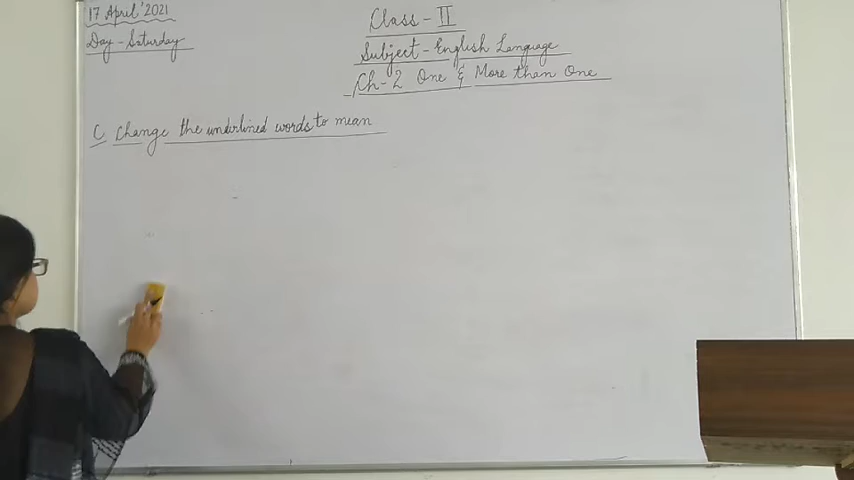 17 April' 2021
Day - Saturday
Class - II
Subject - English Language
Ch - 2 One & More than One
C Change the underlined words to mean